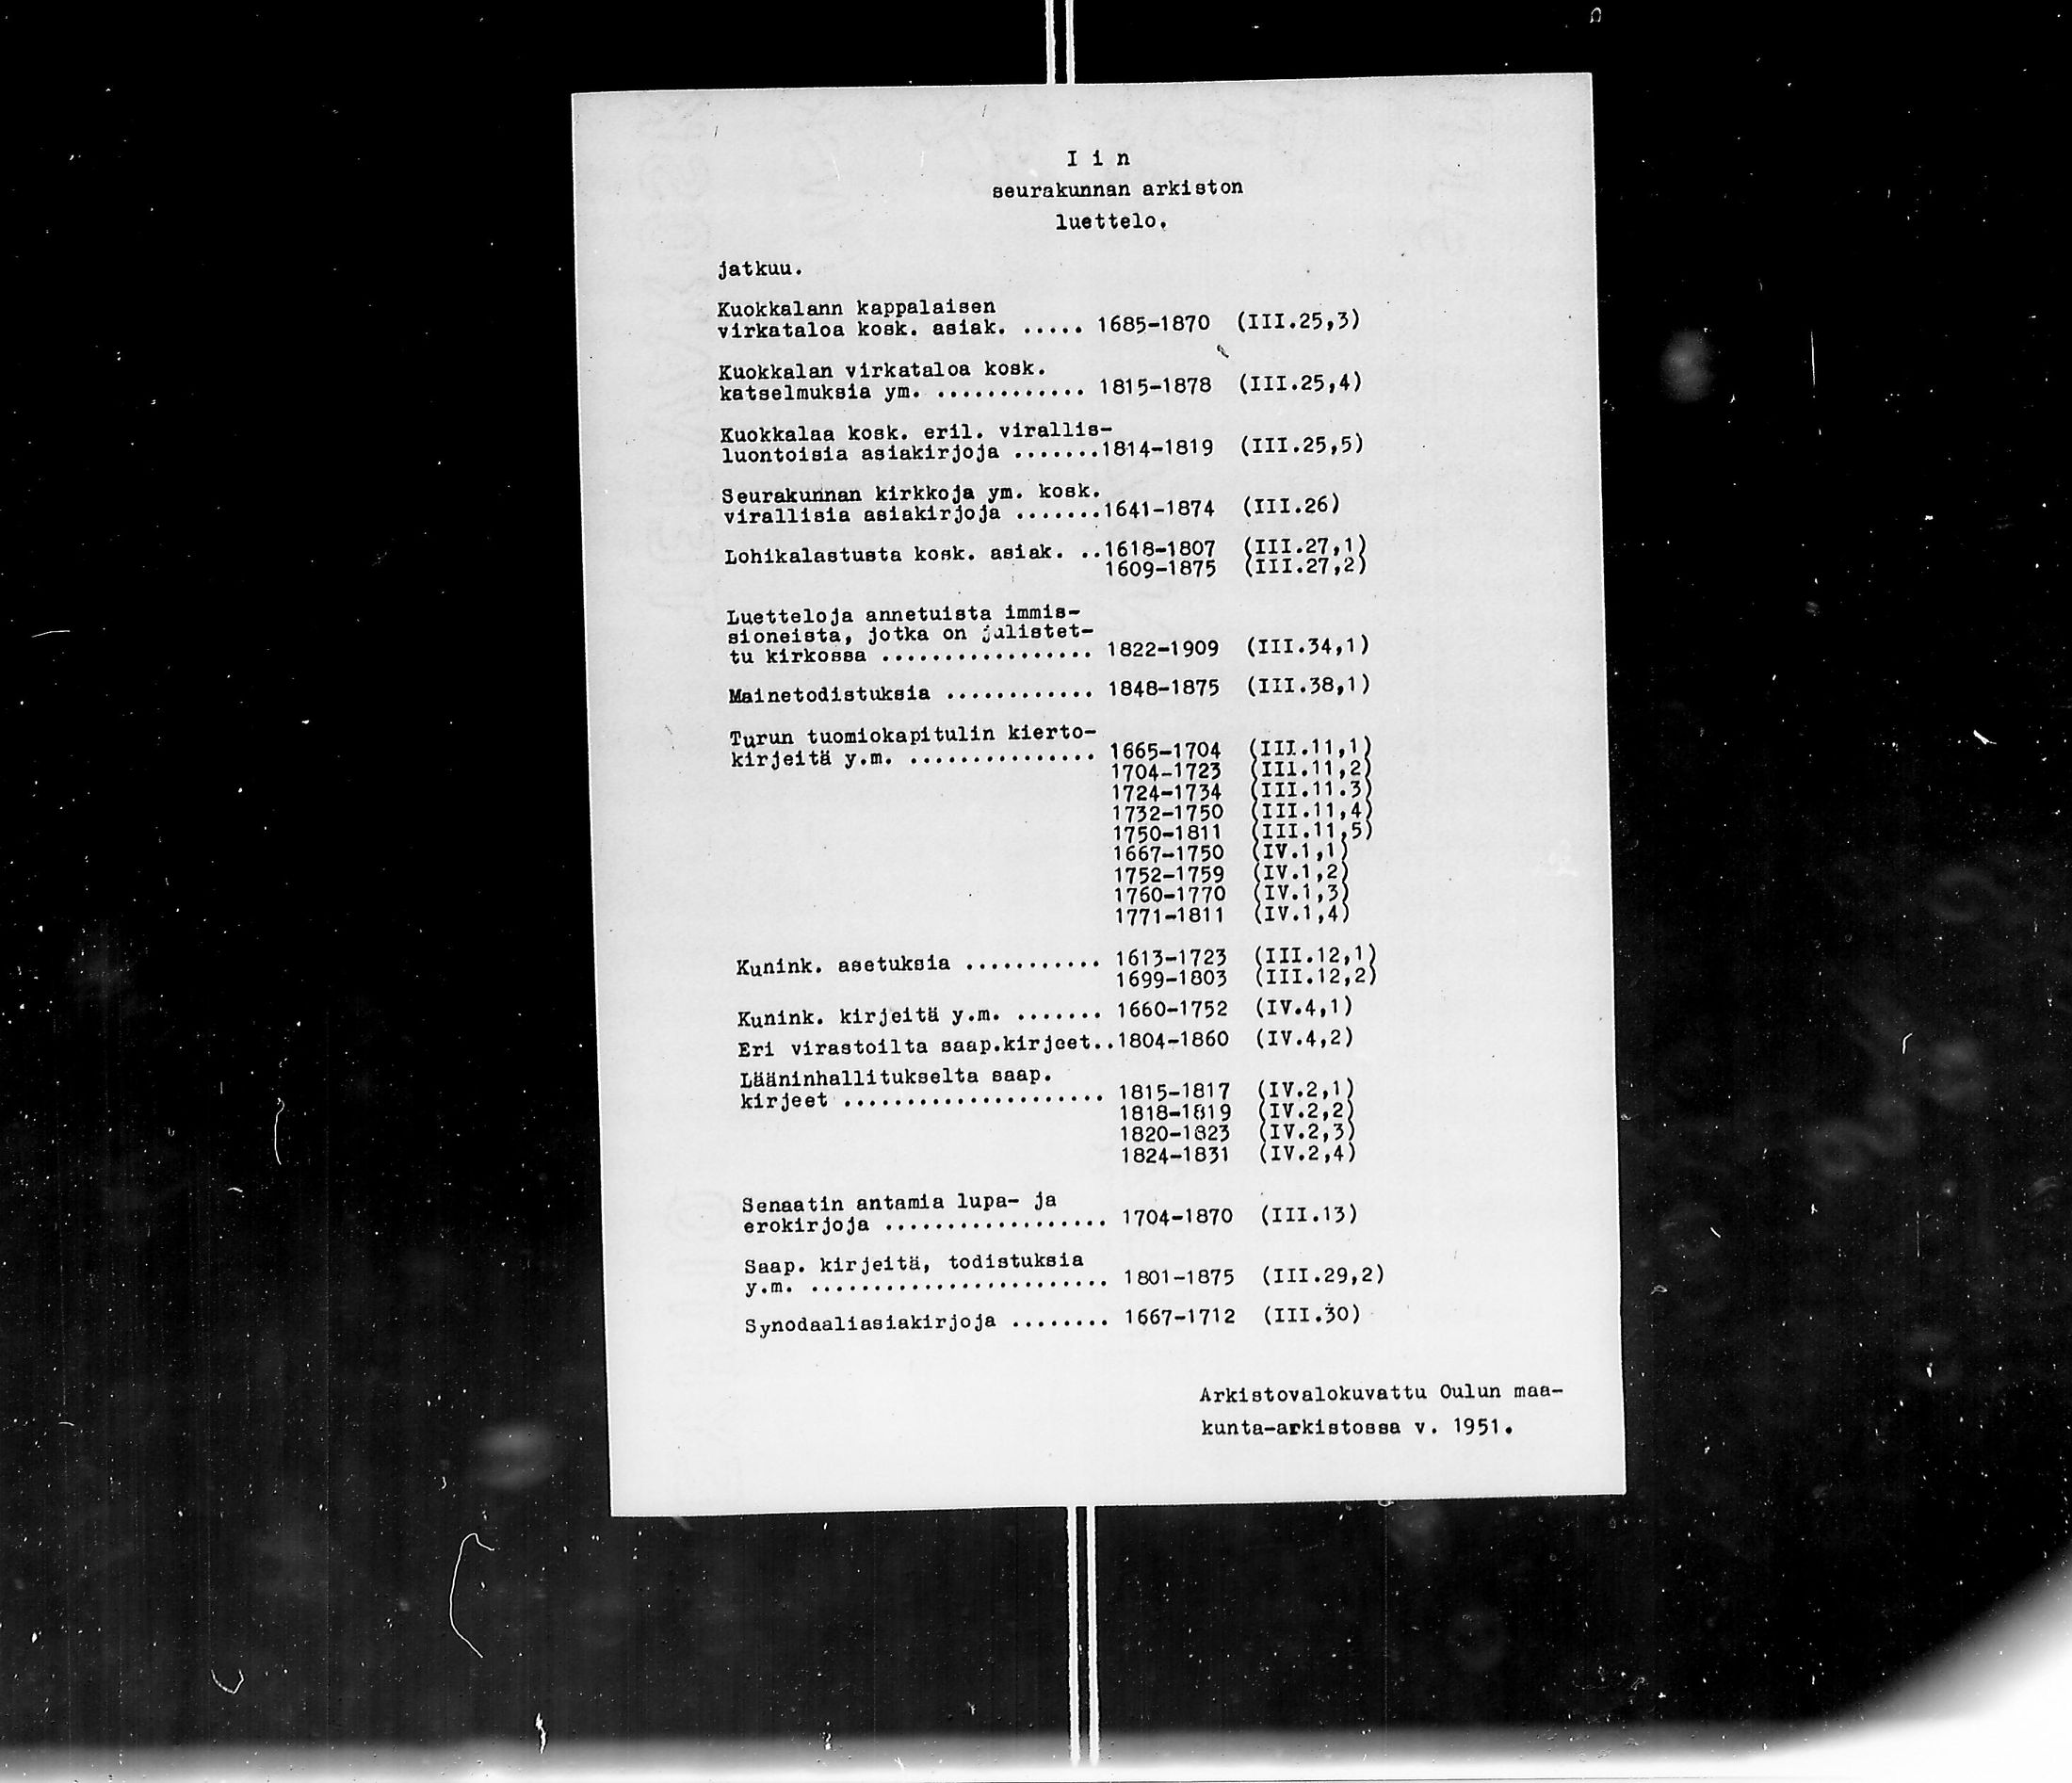 I i n
seurakunnan arkiston
luettelo.
jatkuu.
Kuokkalann kappalaisen
virkataloa kosk. asiak. ..... 1685-1870 (III.25,3)
Kuokkalan virkataloa kosk.
katselmuksia ym. ............ 1815-1878 (III.25,4)
Kuokkalaa kosk. eril. virallis-
luontoisia asiakirjoja .......1814-1819 (III.25,5)
Seurakunnan kirkkoja ym. kosk.
virallisia asiakirjoja .......1641-1874 (III.26)
Lohikalastusta kosk. asiak. ..1618-1807 (III.27,1)
1609-1875 (III.27,2)
Luetteloja annetuista immis-
sioneista, jotka on julistet-
tu kirkossa ................. 1822-1909 (III.34,1)
Mainetodistuksia ............ 1848-1875 (III.38,1)
Turun tuomiokapitulin kierto-
kirjeitä y.m. ............... 1665-1704 (III.11,1)
1704-1723 (III.11,2)
1724-1734 (III.11.3)
1732-1750 (III.11,4)
1750-1811 (III.11,5)
1667-1750 (IV.1,1)
1752-1759 (IV.1,2)
1760-1770 (IV.1,3)
1771-1811 (IV.1,4)
Kunink. asetuksia ........... 1613-1723 (III.12,1)
1699-1803 (III.12,2)
Kunink. kirjeitä y.m. ....... 1660-1752 (IV.4,1)
Eri virastoilta saap.kirjeet..1804-1860 (IV.4,2)
Lääninhallitukselta saap.
kirjeet ..................... 1815-1817 (IV.2,1)
1818-1819 (IV.2,2)
1820-1823 (IV.2,3)
1824-1831 (IV.2,4)
Senaatin antamia lupa- ja
erokirjoja .................. 1704-1870 (III.13)
Saap. kirjeitä, todistuksia
y.m. ........................ 1801-1875 (III.29,2)
Synodaaliasiakirjoja ........ 1667-1712 (III.30)
Arkistovalokuvattu Oulun maa-
kunta-arkistossa v. 1951.